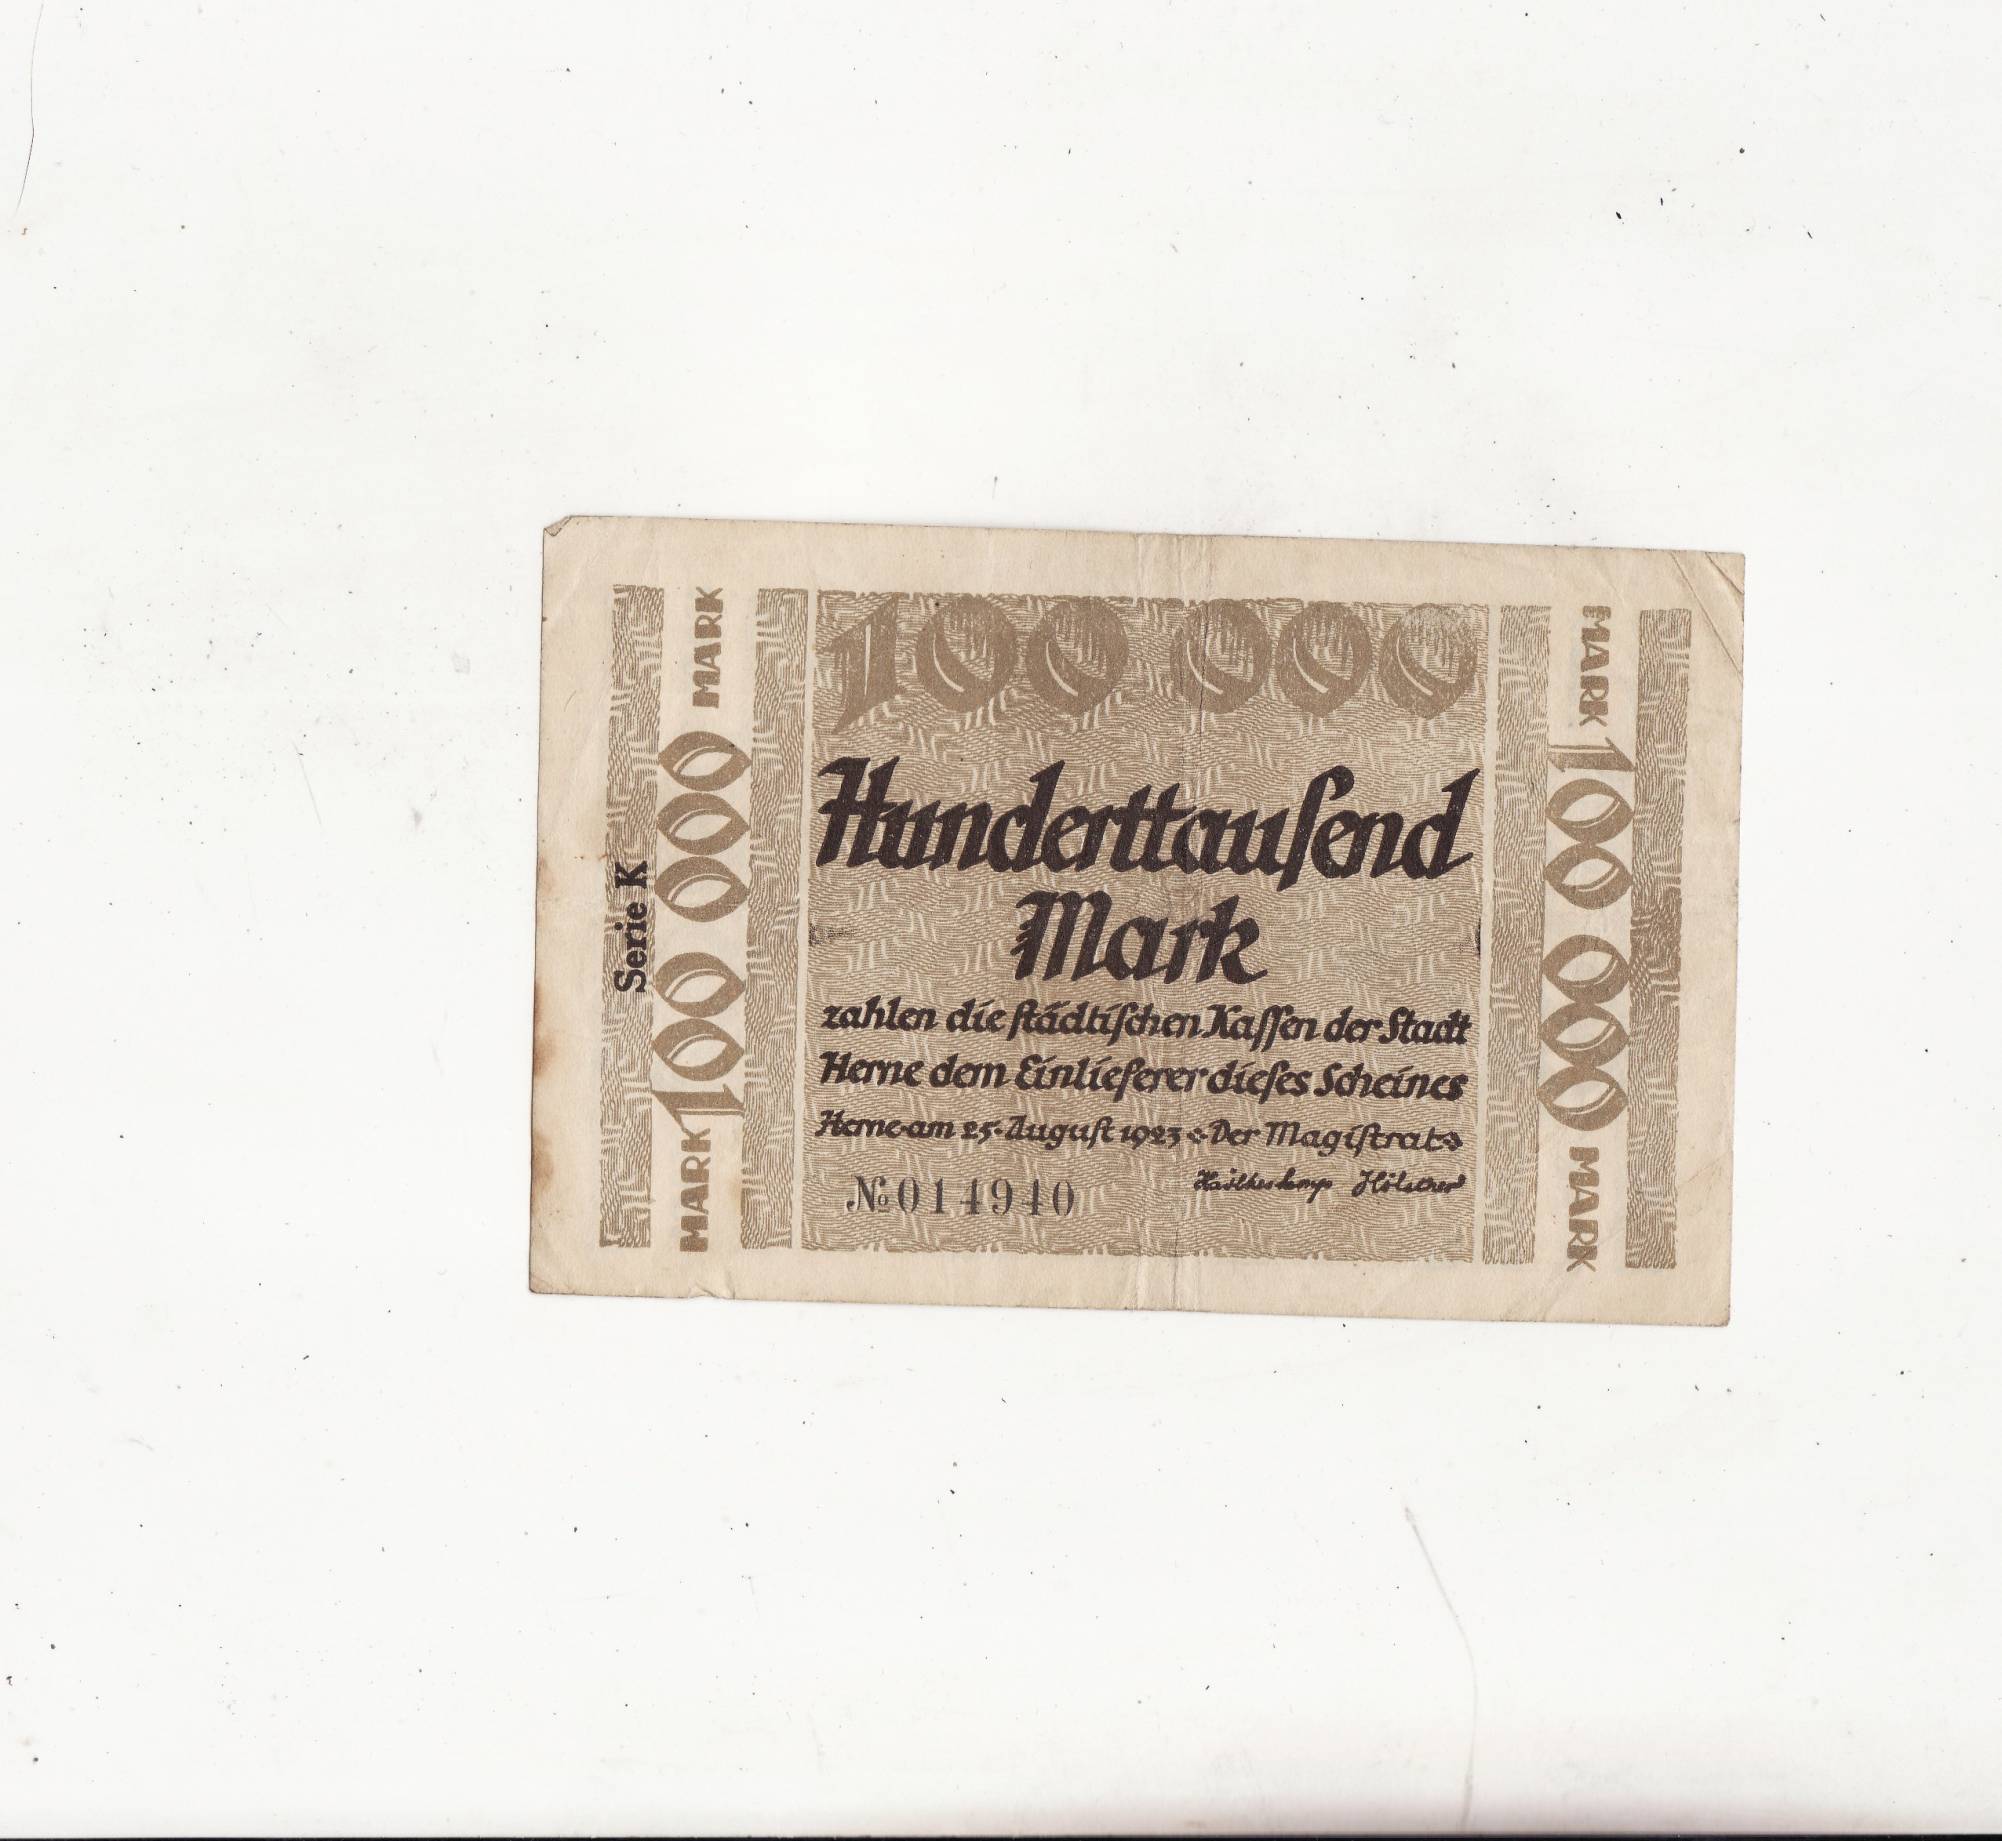 Serie K
MARK 100 000 MARK
100 000
Hunderttauſend
Mark
zahlen die ſtädtiſchen Kaſſen der Stadt
Herne dem Einlieferer dieſes Scheines
Herne·am 25·Auguſt 1923 Der Magiſtrat
№ 014940
MARK 100 000 MARK